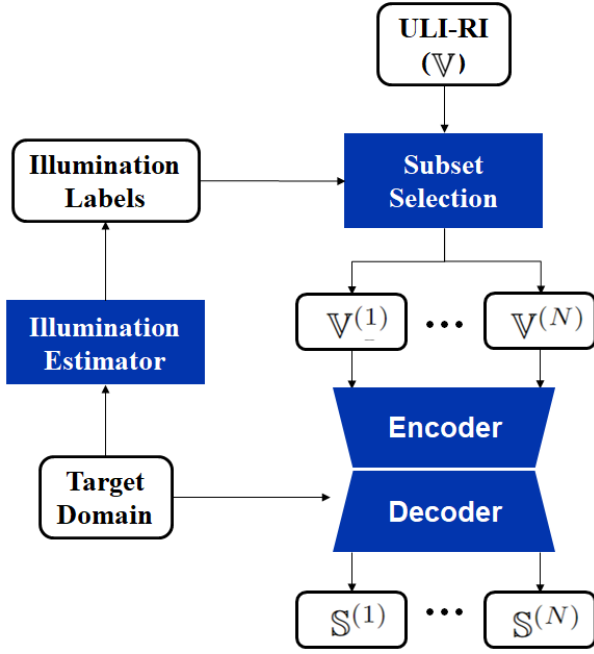 ULI-RI
(𝕍)
Illumination
Labels
Subset
Selection
Illumination
Estimator
𝕍^(1) ••• 𝕍^(N)
Encoder
Target
Domain
Decoder
𝕊^(1) ••• 𝕊^(N)